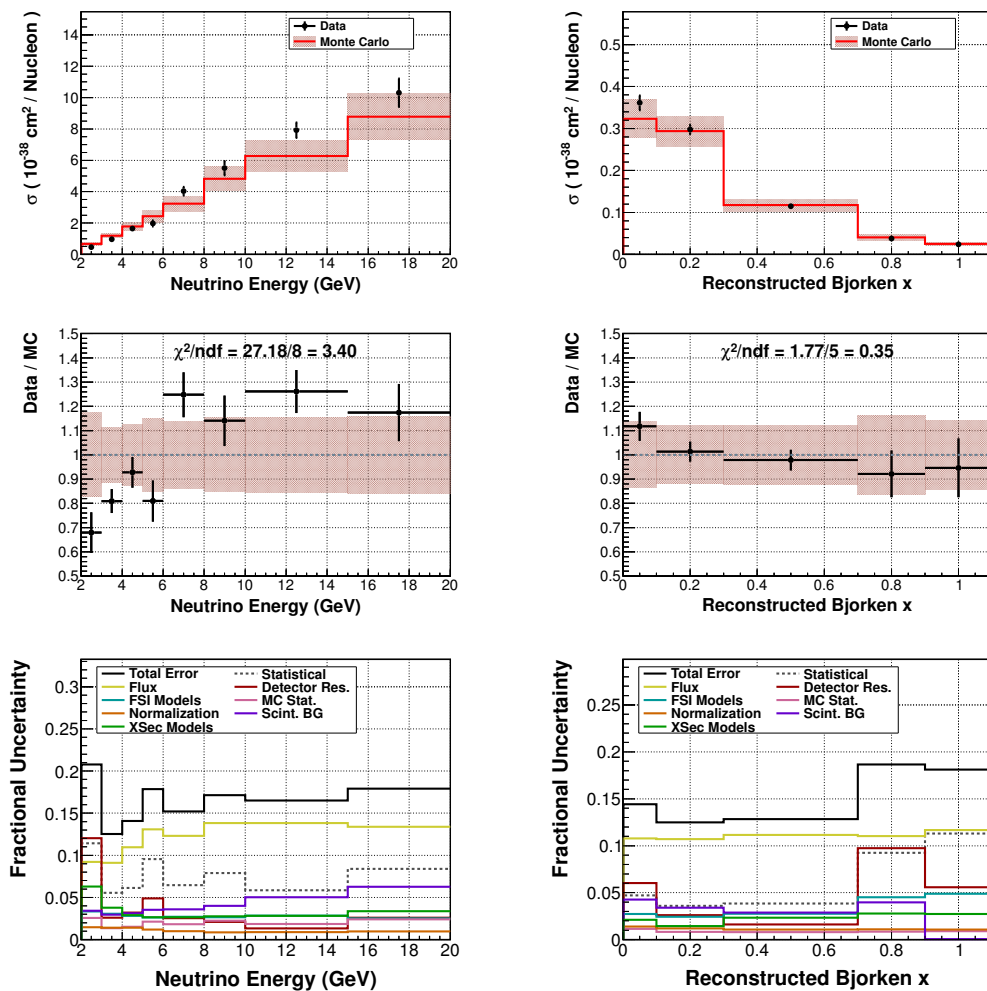 σ ( 10⁻³⁸ cm² / Nucleon )
14
12
10
8
6
4
2
0
Data
Monte Carlo
2 4 6 8 10 12 14 16 18 20
Neutrino Energy (GeV)
σ ( 10⁻³⁸ cm² / Nucleon )
0.5
0.4
0.3
0.2
0.1
0
Data
Monte Carlo
0 0.2 0.4 0.6 0.8 1
Reconstructed Bjorken x
Data / MC
1.5
1.4
1.3
1.2
1.1
1
0.9
0.8
0.7
0.6
0.5
χ²/ndf = 27.18/8 = 3.40
2 4 6 8 10 12 14 16 18 20
Neutrino Energy (GeV)
Data / MC
1.5
1.4
1.3
1.2
1.1
1
0.9
0.8
0.7
0.6
0.5
χ²/ndf = 1.77/5 = 0.35
0 0.2 0.4 0.6 0.8 1
Reconstructed Bjorken x
Fractional Uncertainty
0.3
0.25
0.2
0.15
0.1
0.05
0
Total Error
Flux
FSI Models
Normalization
XSec Models
Statistical
Detector Res.
MC Stat.
Scint. BG
2 4 6 8 10 12 14 16 18 20
Neutrino Energy (GeV)
Fractional Uncertainty
0.25
0.2
0.15
0.1
0.05
0
Total Error
Flux
FSI Models
Normalization
XSec Models
Statistical
Detector Res.
MC Stat.
Scint. BG
0 0.2 0.4 0.6 0.8 1
Reconstructed Bjorken x